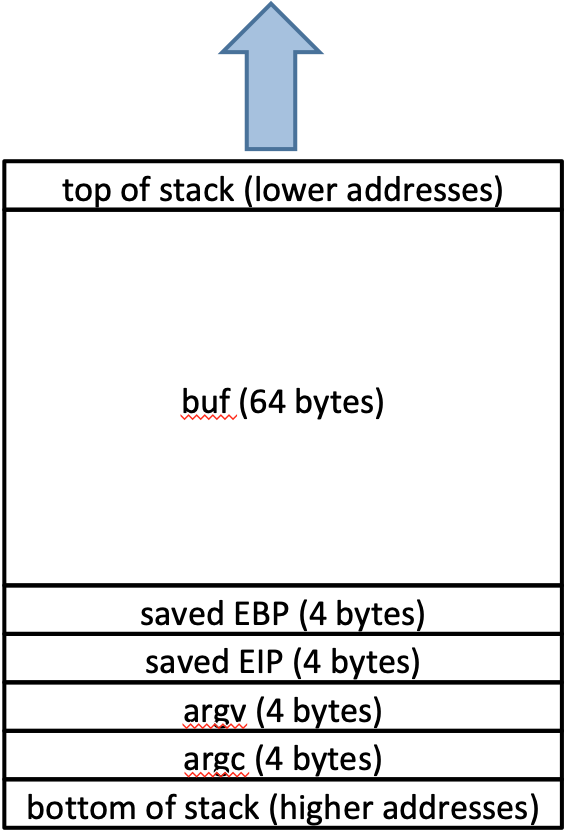 top of stack (lower addresses)
buf (64 bytes)
saved EBP (4 bytes)
saved EIP (4 bytes)
argv (4 bytes)
argc (4 bytes)
bottom of stack (higher addresses)